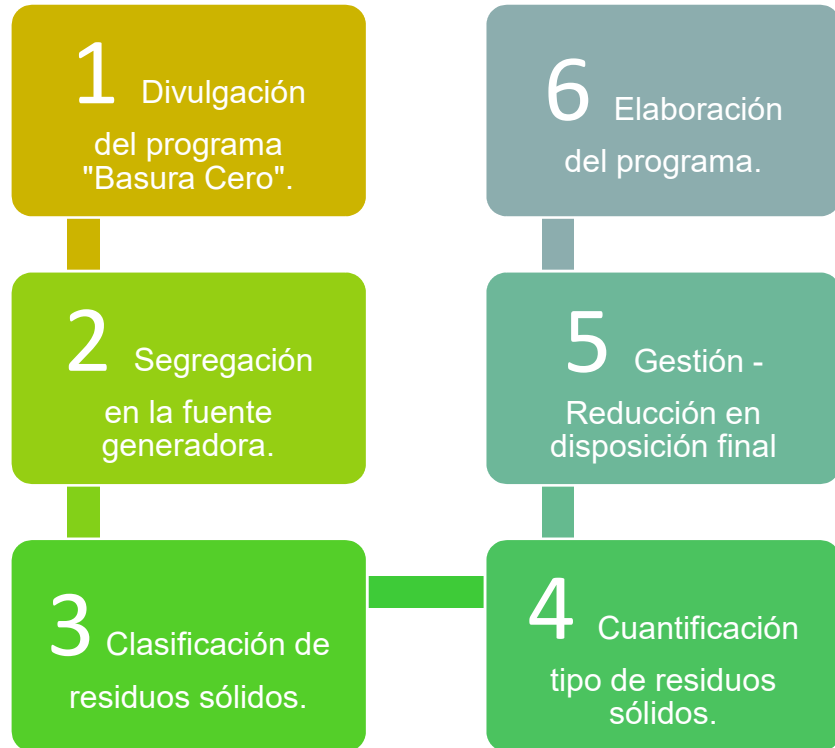 1 Divulgación
del programa
"Basura Cero".
2 Segregación
en la fuente
generadora.
3 Clasificación de
residuos sólidos.
4 Cuantificación
tipo de residuos
sólidos.
5 Gestión -
Reducción en
disposición final
6 Elaboración
del programa.